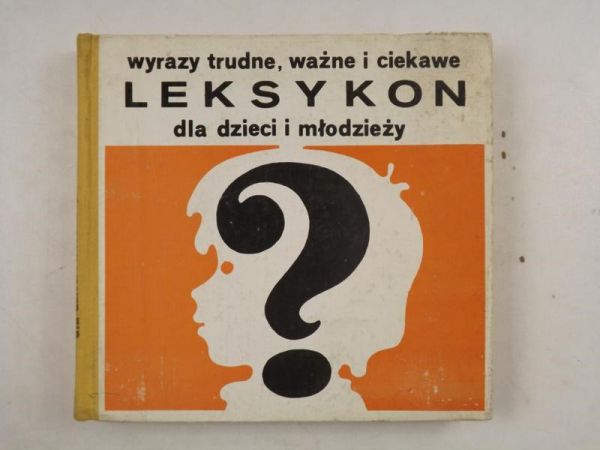 wyrazy trudne, ważne i ciekawe
LEKSYKON
dla dzieci i młodzieży
?